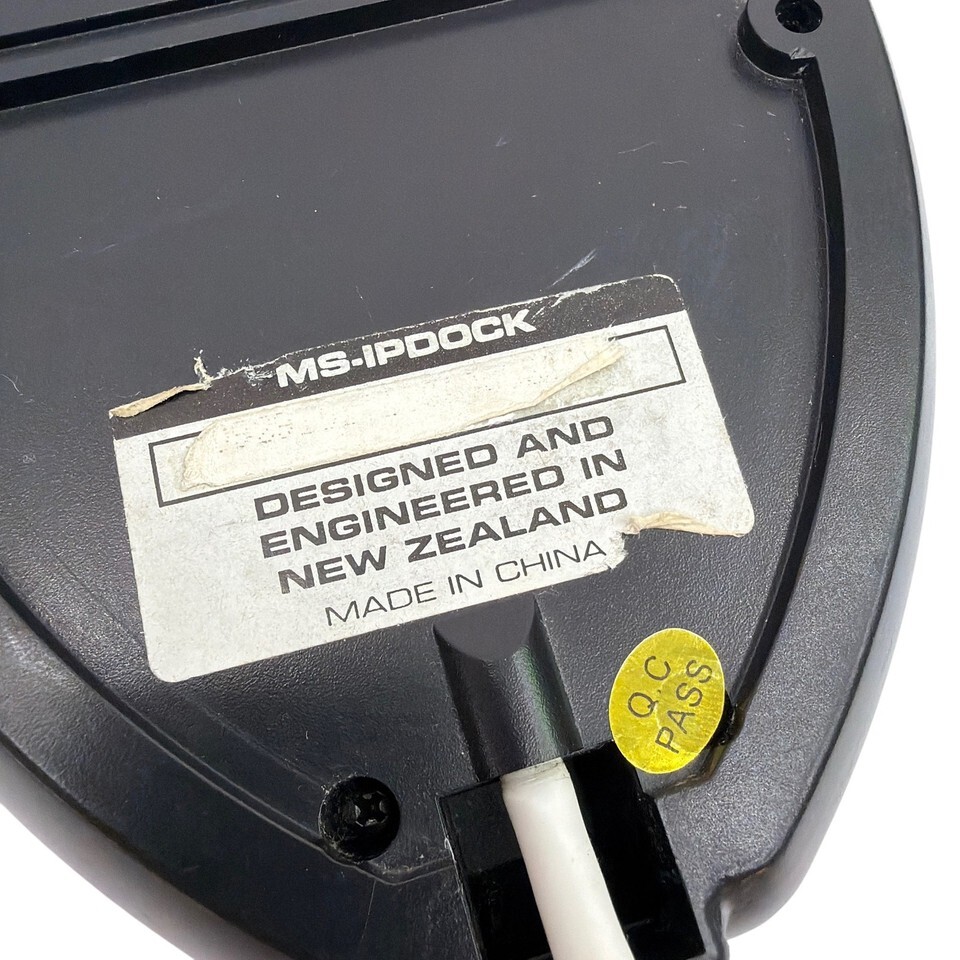 MS-IPDOCK
DESIGNED AND
ENGINEERED IN
NEW ZEALAND
MADE IN CHINA
Q.C
PASS